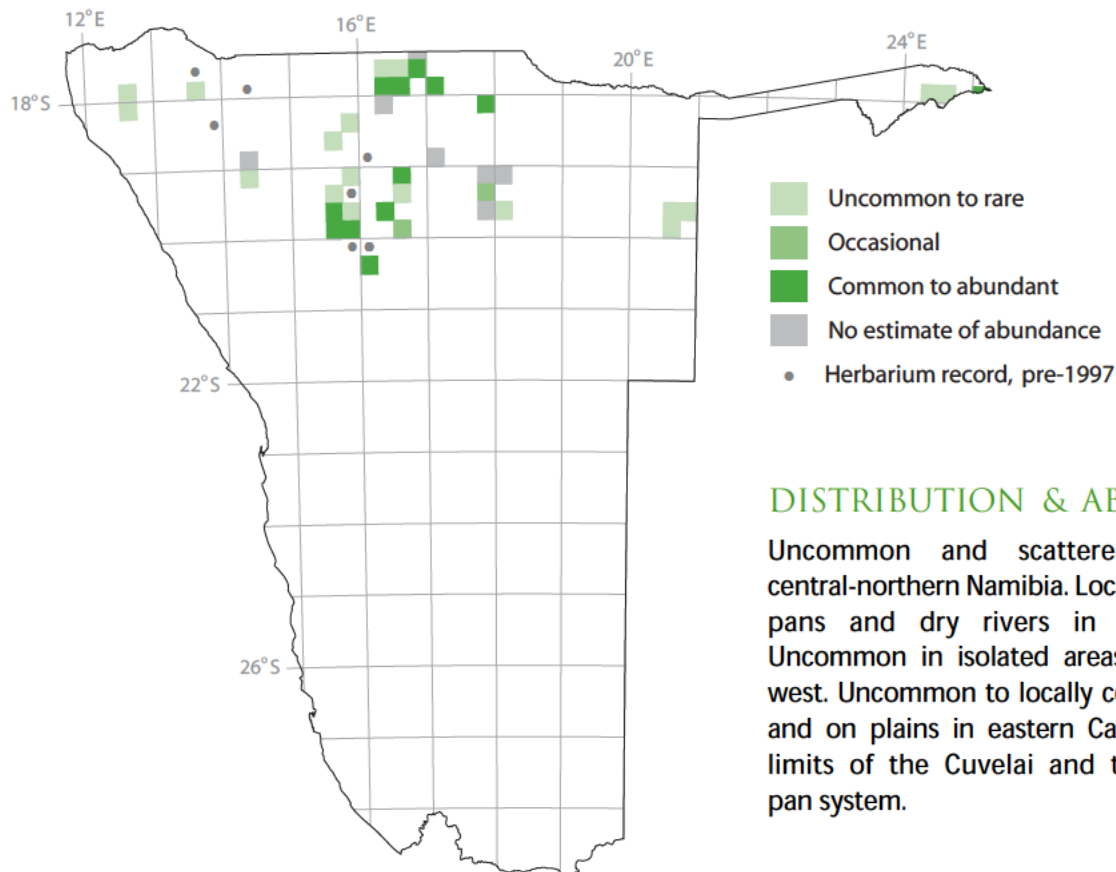 12°E
16°E
20°E
24°E
18°S
22°S
26°S
Uncommon to rare
Occasional
Common to abundant
No estimate of abundance
Herbarium record, pre-1997
DISTRIBUTION & AB
Uncommon and scattere
central-northern Namibia. Loc
pans and dry rivers in
Uncommon in isolated areas
west. Uncommon to locally c
and on plains in eastern Ca
limits of the Cuvelai and t
pan system.